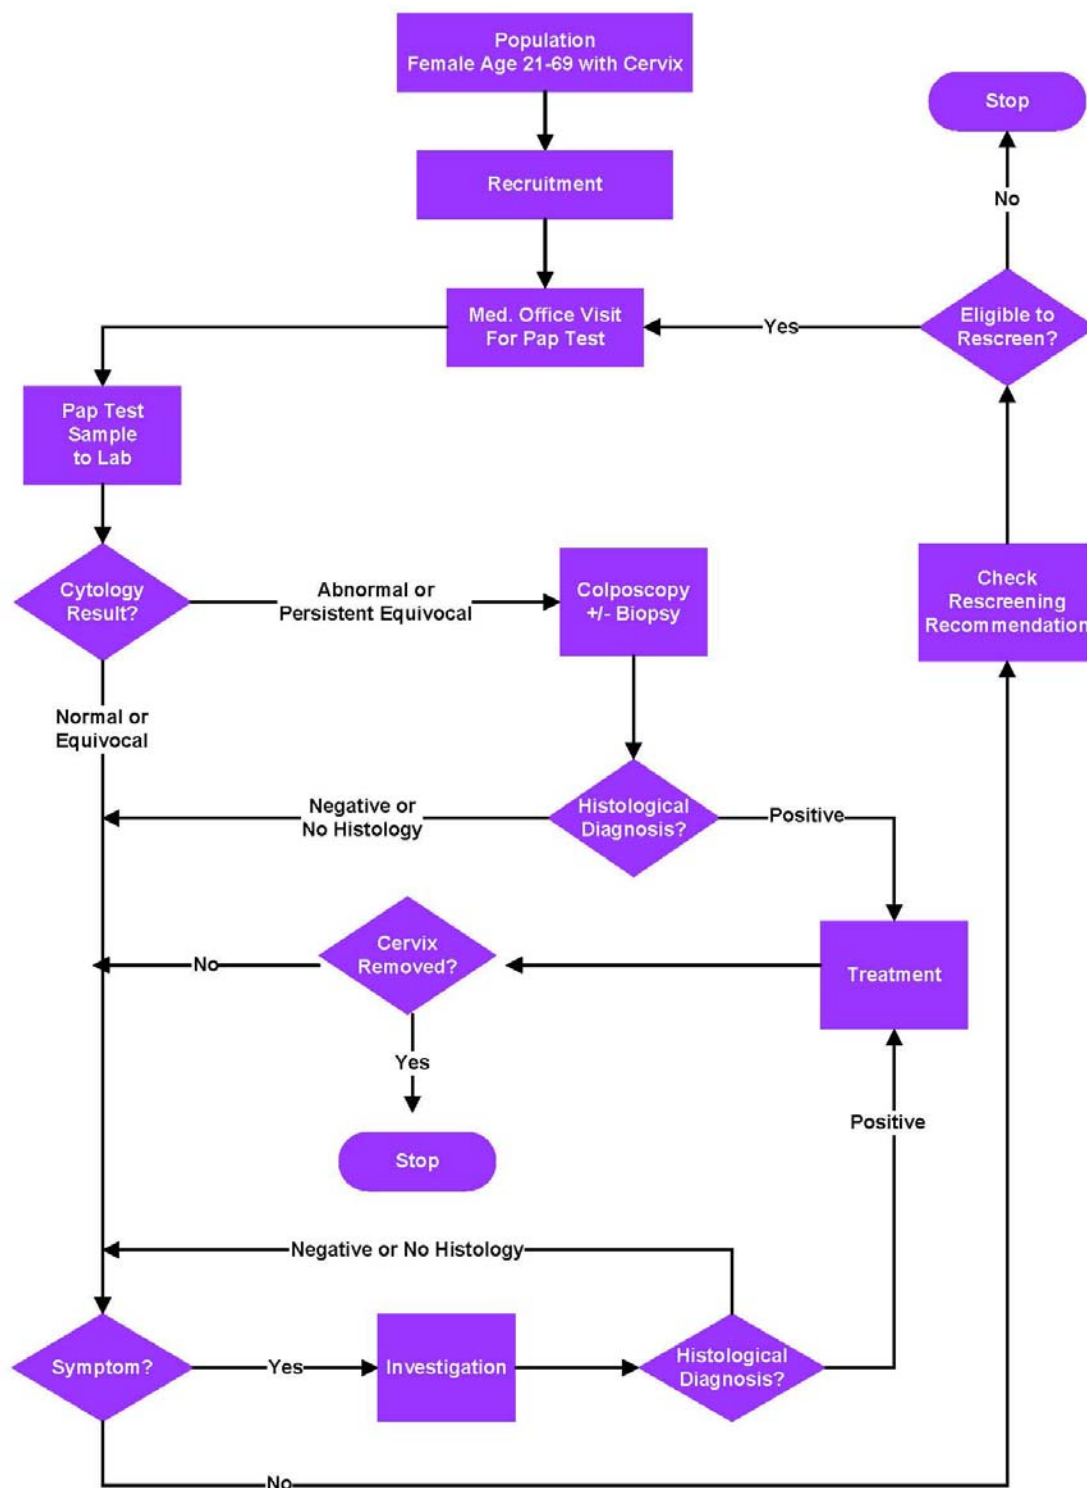 Population
Female Age 21-69 with Cervix
Stop
Recruitment
No
Med. Office Visit
For Pap Test
Yes
Eligible to
Rescreen?
Pap Test
Sample
to Lab
Cytology
Result?
Abnormal or
Persistent Equivocal
Colposcopy
+/- Biopsy
Check
Rescreening
Recommendation
Normal or
Equivocal
Negative or
No Histology
Histological
Diagnosis?
Positive
No
Cervix
Removed?
Treatment
Yes
Positive
Stop
Negative or No Histology
Symptom?
Yes
Investigation
Histological
Diagnosis?
No